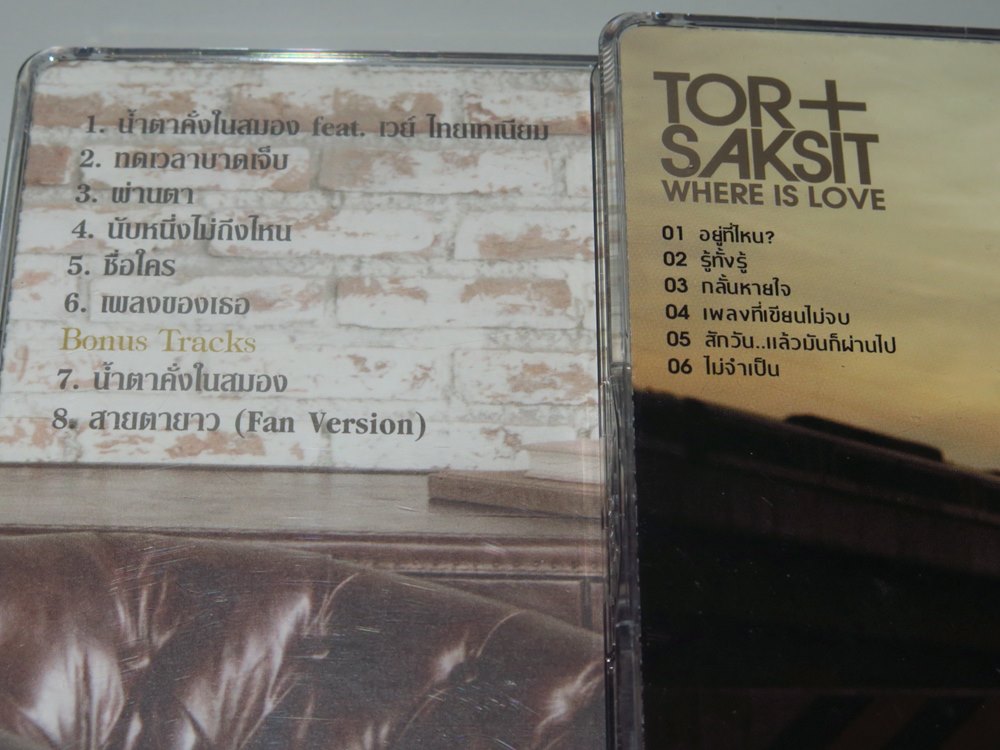 1. น้ำตาคั่งในสมอง feat. เวย์ ไทยเทเนียม
2. ทดเวลาบาดเจ็บ
3. ผ่านตา
4. นับหนึ่งไม่ถึงไหน
5. ชื่อใคร
6. เพลงของเธอ
Bonus Tracks
7. น้ำตาคั่งในสมอง
8. สายตายาว (Fan Version)
TOR+
SAKSIT
WHERE IS LOVE
01 อยู่ที่ไหน?
02 รู้ทั้งรู้
03 กลั้นหายใจ
04 เพลงที่เขียนไม่จบ
05 สักวัน..แล้วมันก็ผ่านไป
06 ไม่จำเป็น